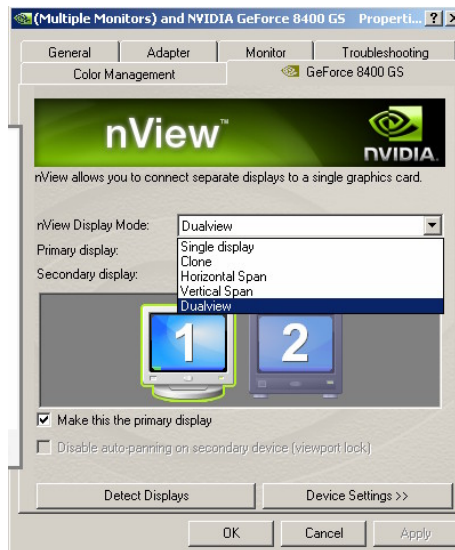 (Multiple Monitors) and NVIDIA GeForce 8400 GS Properti...
General Adapter Monitor Troubleshooting
Color Management GeForce 8400 GS
nView™
NVIDIA.
nView allows you to connect separate displays to a single graphics card.
nView Display Mode: Dualview
Primary display:
Secondary display:
Single display
Clone
Horizontal Span
Vertical Span
Dualview
1 2
Make this the primary display
Disable auto-panning on secondary device (viewport lock)
Detect Displays Device Settings >>
OK Cancel Apply